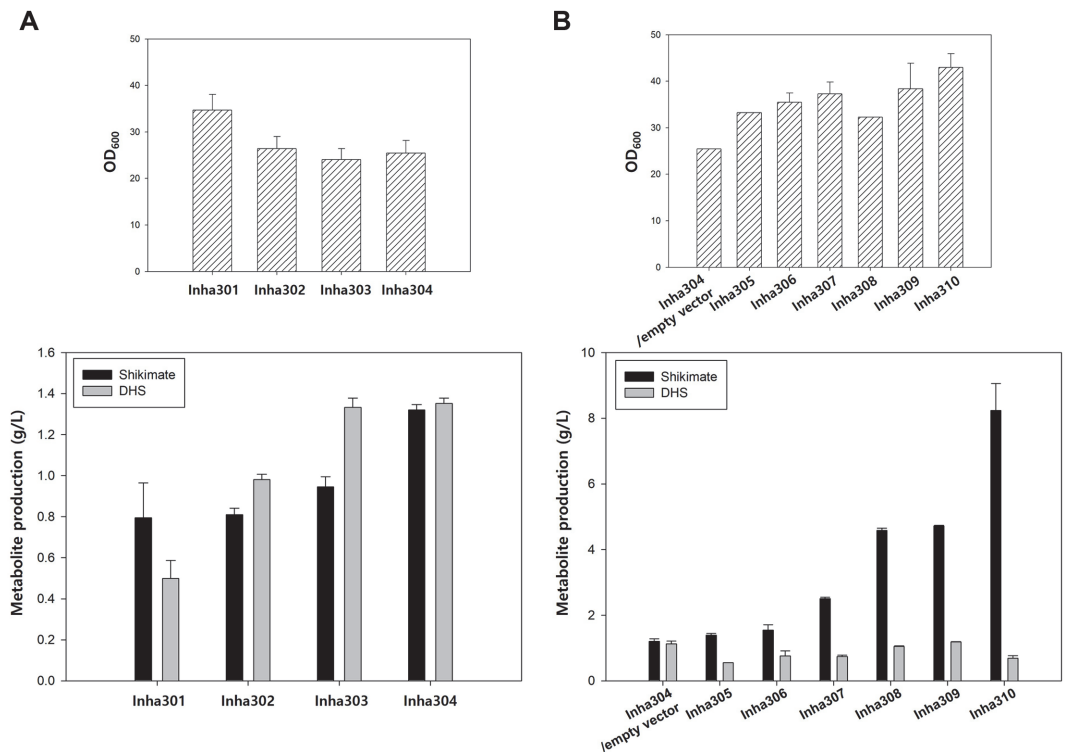 A
50
40
30
20
10
0
OD600
Inha301 Inha302 Inha303 Inha304
B
50
40
30
20
10
0
OD600
Inha304
/empty vector
Inha305
Inha306
Inha307
Inha308
Inha309
Inha310
1.6
1.4
1.2
1.0
0.8
0.6
0.4
0.2
0.0
Metabolite production (g/L)
Shikimate
DHS
Inha301 Inha302 Inha303 Inha304
10
8
6
4
2
0
Metabolite production (g/L)
Shikimate
DHS
Inha304
/empty vector
Inha305
Inha306
Inha307
Inha308
Inha309
Inha310